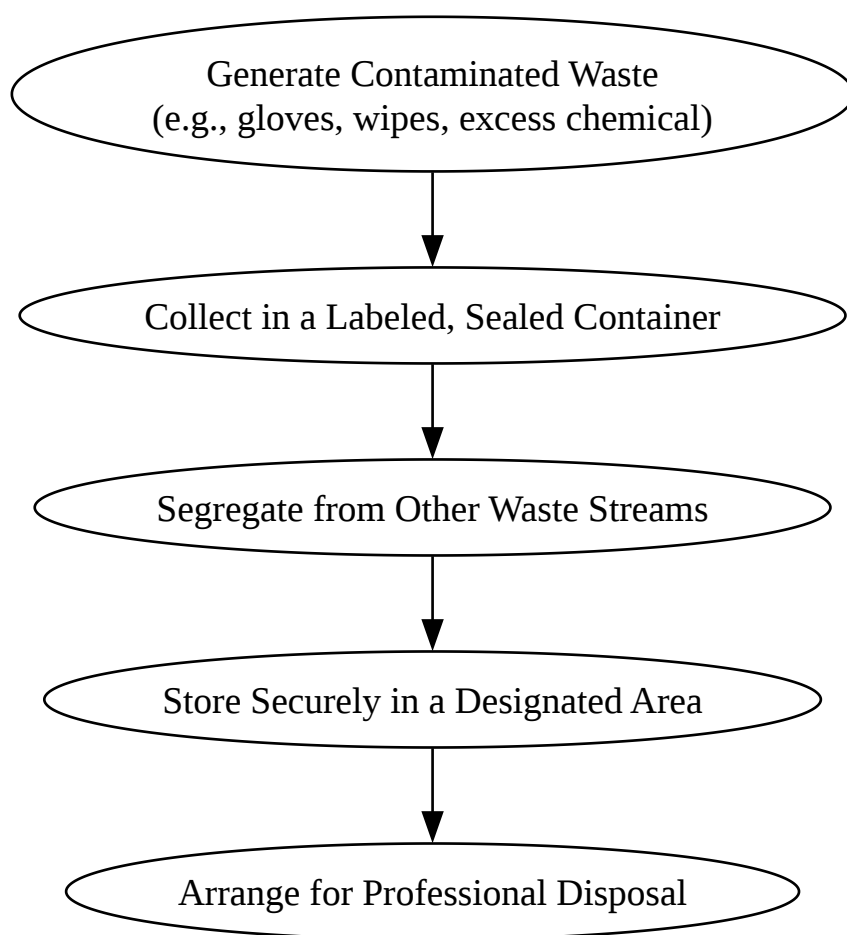 Generate Contaminated Waste
(e.g., gloves, wipes, excess chemical)
Collect in a Labeled, Sealed Container
Segregate from Other Waste Streams
Store Securely in a Designated Area
Arrange for Professional Disposal